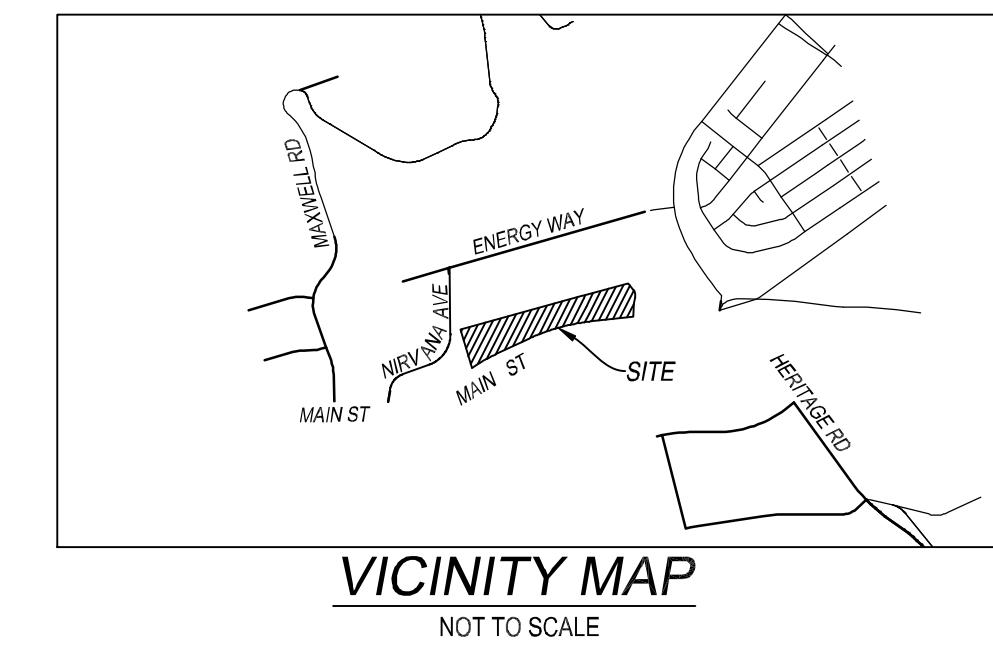 MAXWELL RD
ENERGY WAY
NIRVANA AVE
MAIN ST
SITE
MAIN ST
HERITAGE RD
VICINITY MAP
NOT TO SCALE